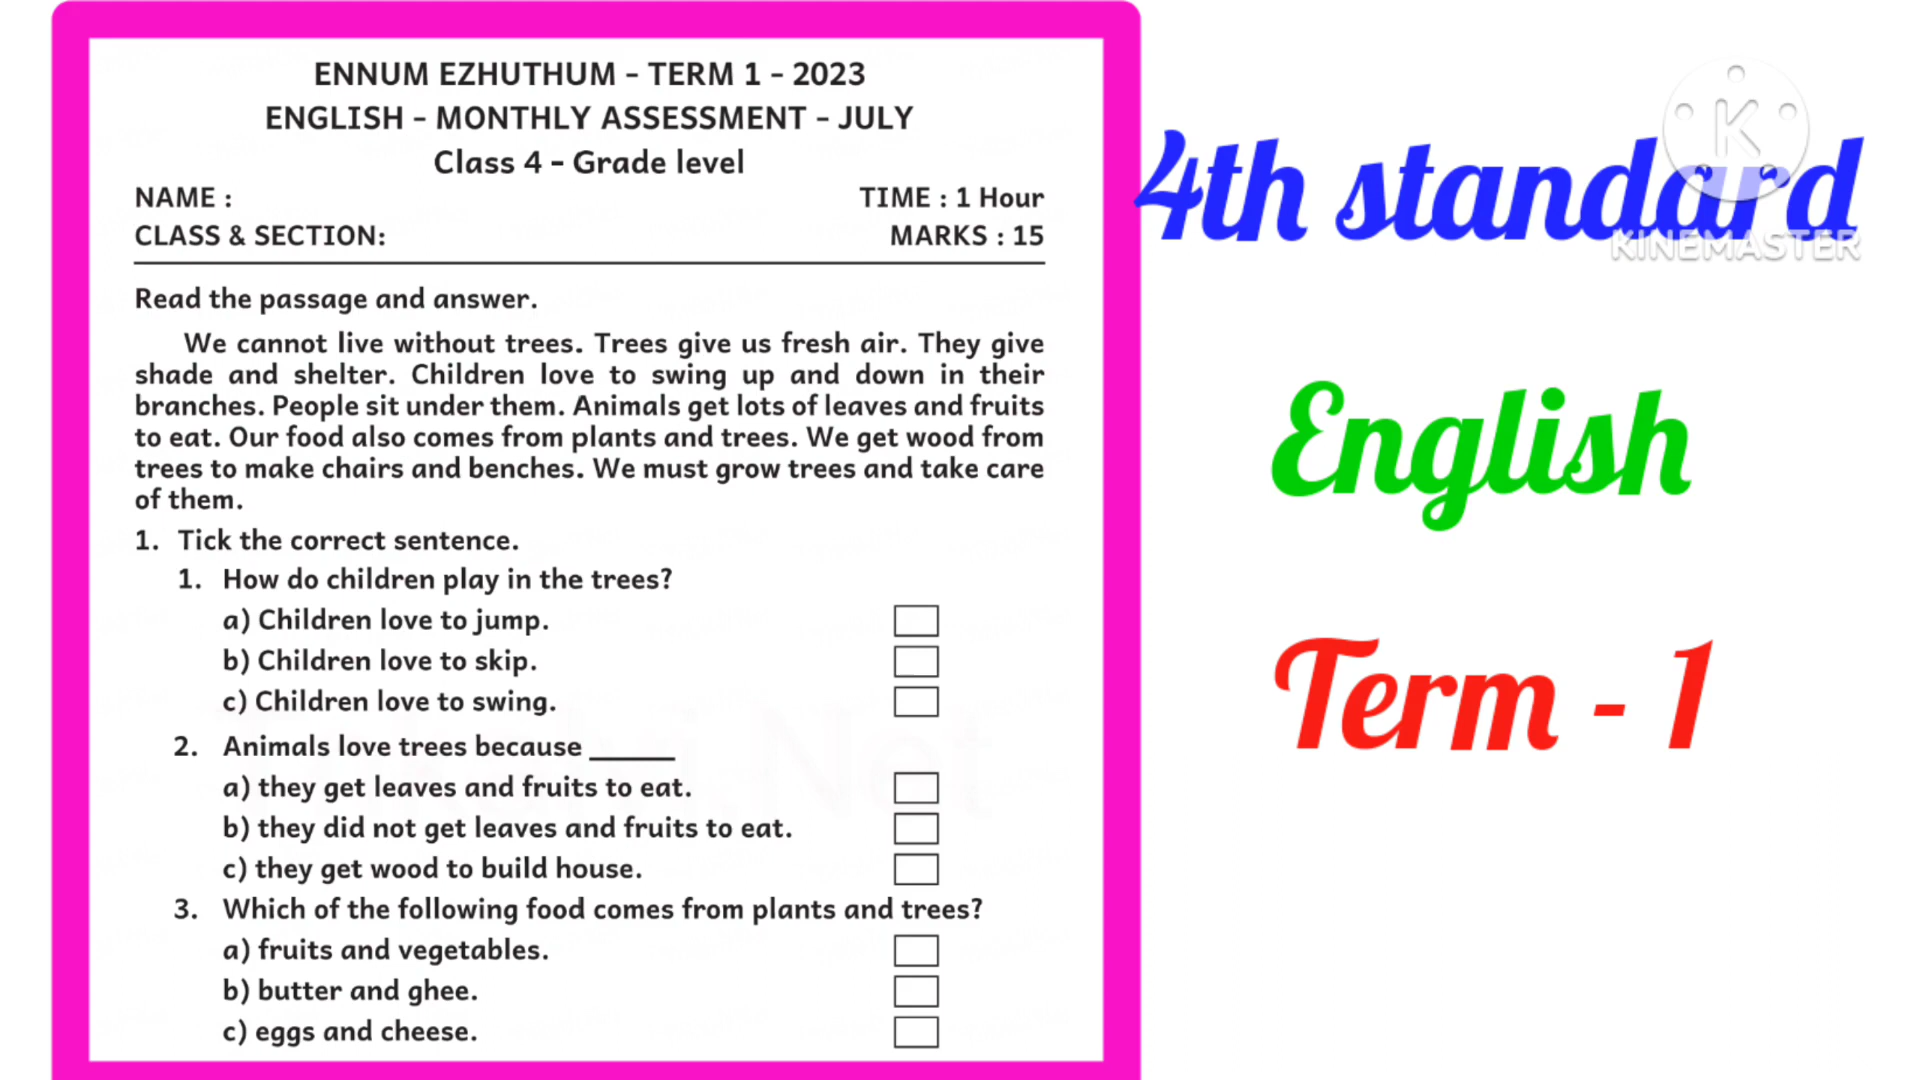 ENNUM EZHUTHUM - TERM 1 - 2023
ENGLISH - MONTHLY ASSESSMENT - JULY
Class 4 - Grade level
NAME :
TIME : 1 Hour
CLASS & SECTION:
MARKS : 15
Read the passage and answer.
We cannot live without trees. Trees give us fresh air. They give
shade and shelter. Children love to swing up and down in their
branches. People sit under them. Animals get lots of leaves and fruits
to eat. Our food also comes from plants and trees. We get wood from
trees to make chairs and benches. We must grow trees and take care
of them.
1. Tick the correct sentence.
1. How do children play in the trees?
a) Children love to jump.
b) Children love to skip.
c) Children love to swing.
2. Animals love trees because ______
a) they get leaves and fruits to eat.
b) they did not get leaves and fruits to eat.
c) they get wood to build house.
3. Which of the following food comes from plants and trees?
a) fruits and vegetables.
b) butter and ghee.
c) eggs and cheese.
4th standard
K
KINEMASTER
English
Term - 1